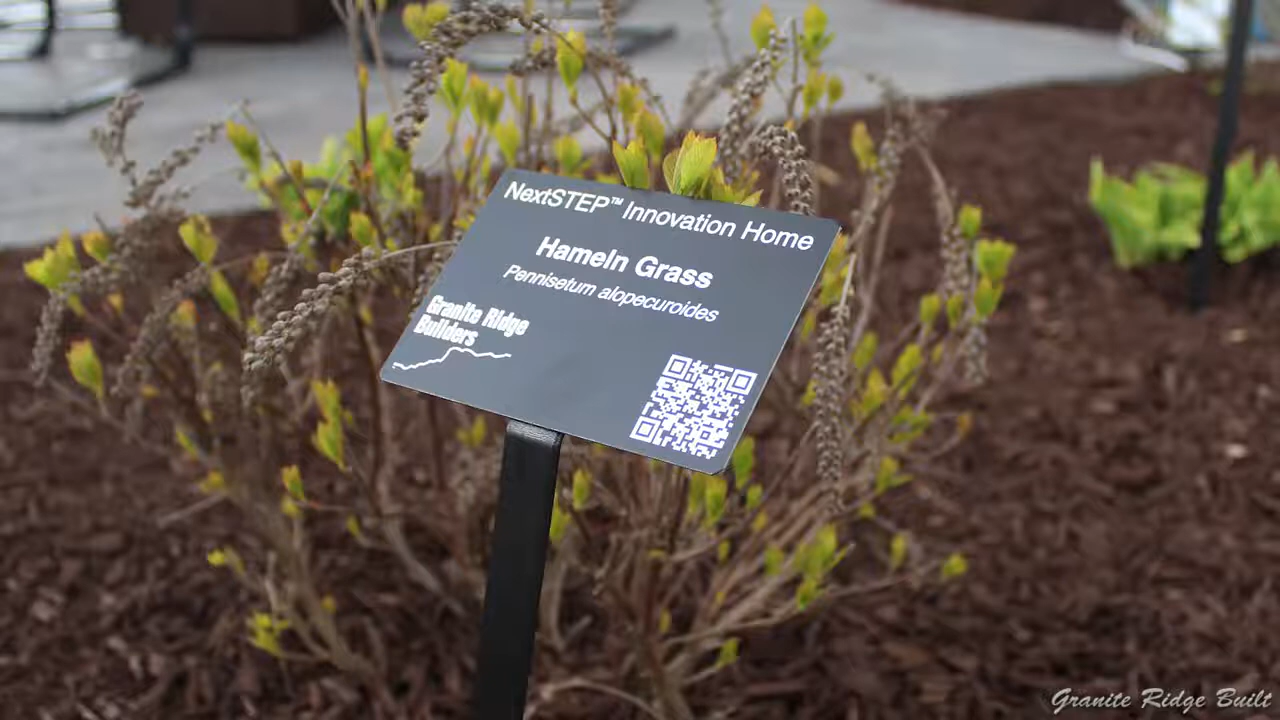 NextSTEP™ Innovation Home
Hameln Grass
Pennisetum alopecuroides
Granite Ridge
Builders
Granite Ridge Built